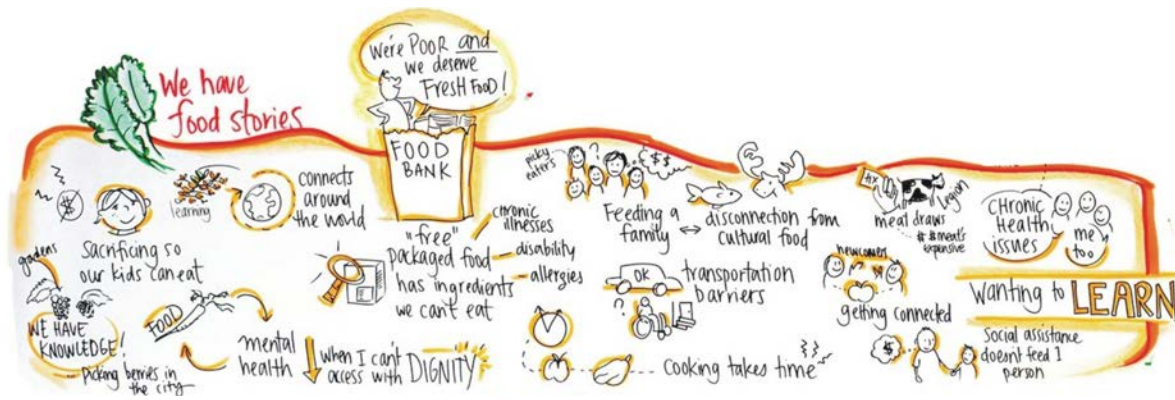 We have
food stories
We're POOR and
we deserve
FRESH FOOD!
FOOD
BANK
learning
connects
around
the world
Sacrificing so
our kids can eat
gardens
WE HAVE
KNOWLEDGE!
picking berries in
the city
FOOD
mental
health
when I can't
access with
DIGNITY
"free"
packaged food
has ingredients
we can't eat
chronic
illnesses
disability
allergies
picky
eaters
?
$$
Feeding a
family
disconnection from
cultural food
OK
?
transportation
barriers
Cooking takes time
TIX
Legion
meat draws
$$ meat's
expensive
newcomers
getting connected
$
Social assistance
doesn't feed 1
person
CHRONIC
Health
issues
me
too
Wanting to LEARN
$